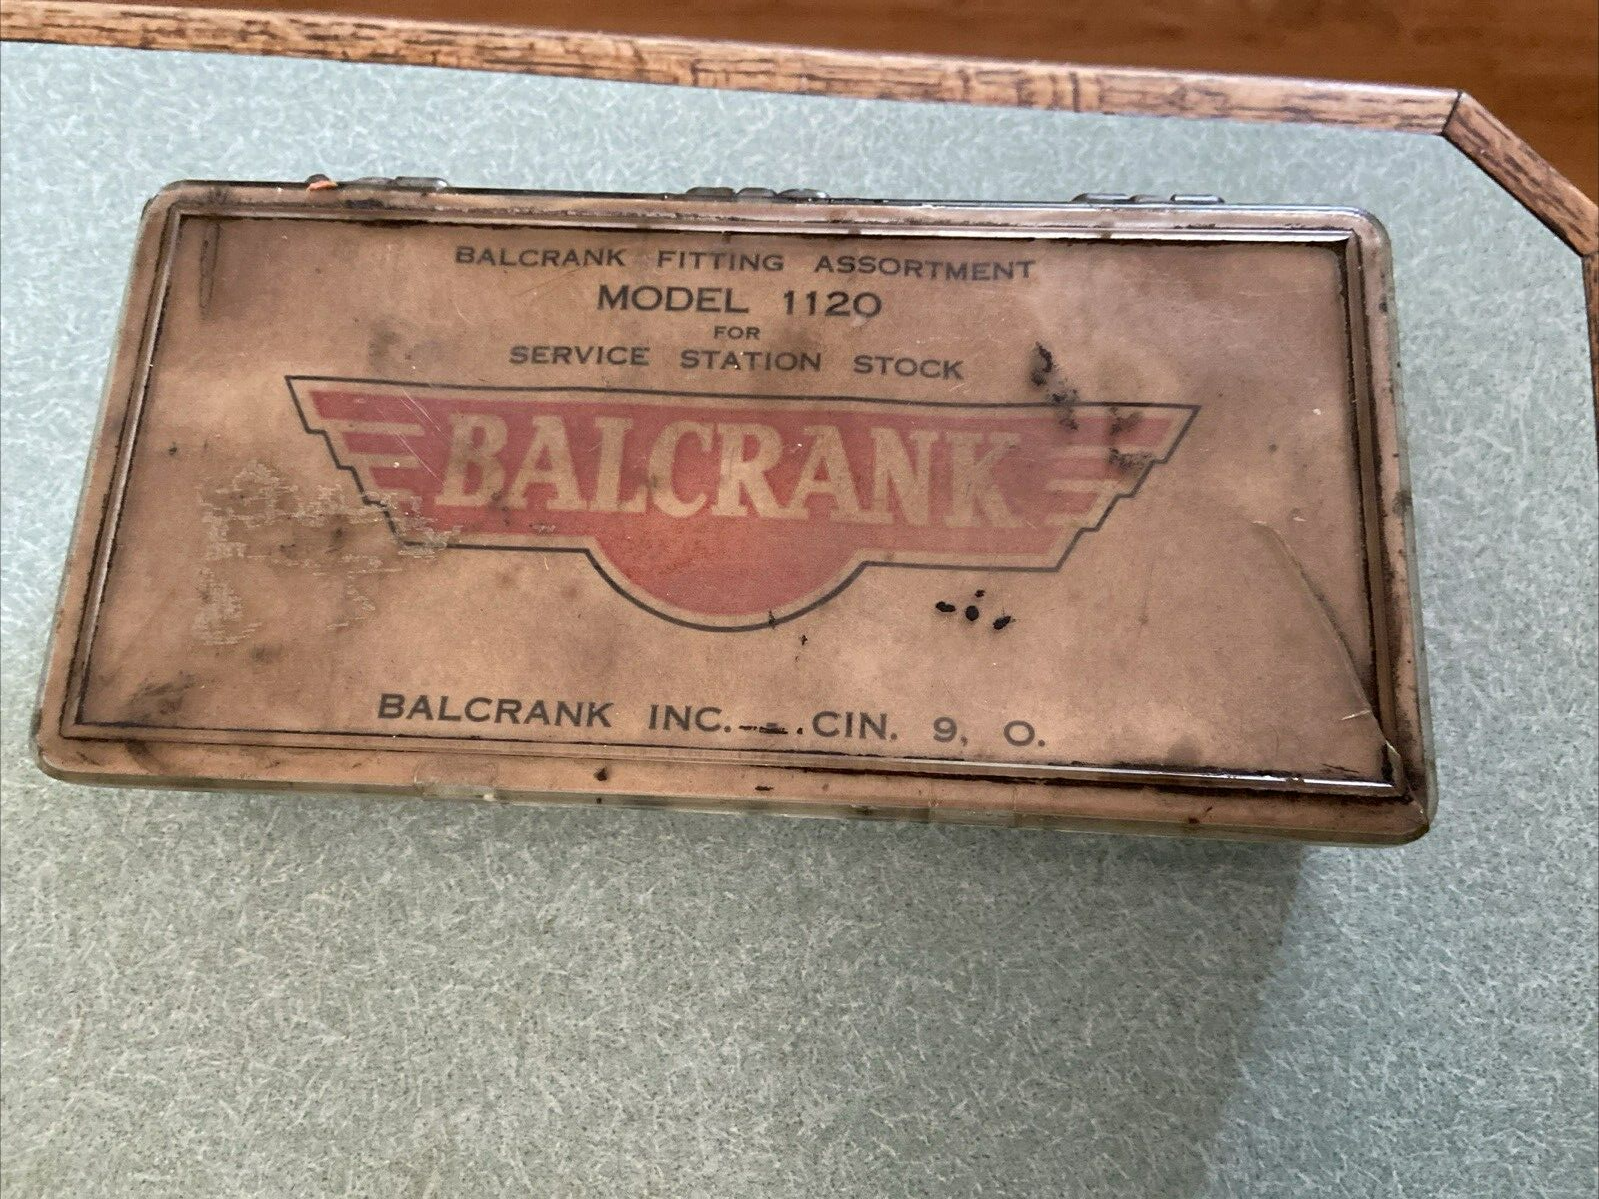 BALCRANK FITTING ASSORTMENT
MODEL 1120
FOR
SERVICE STATION STOCK
BALCRANK
BALCRANK INC. — CIN. 9, O.